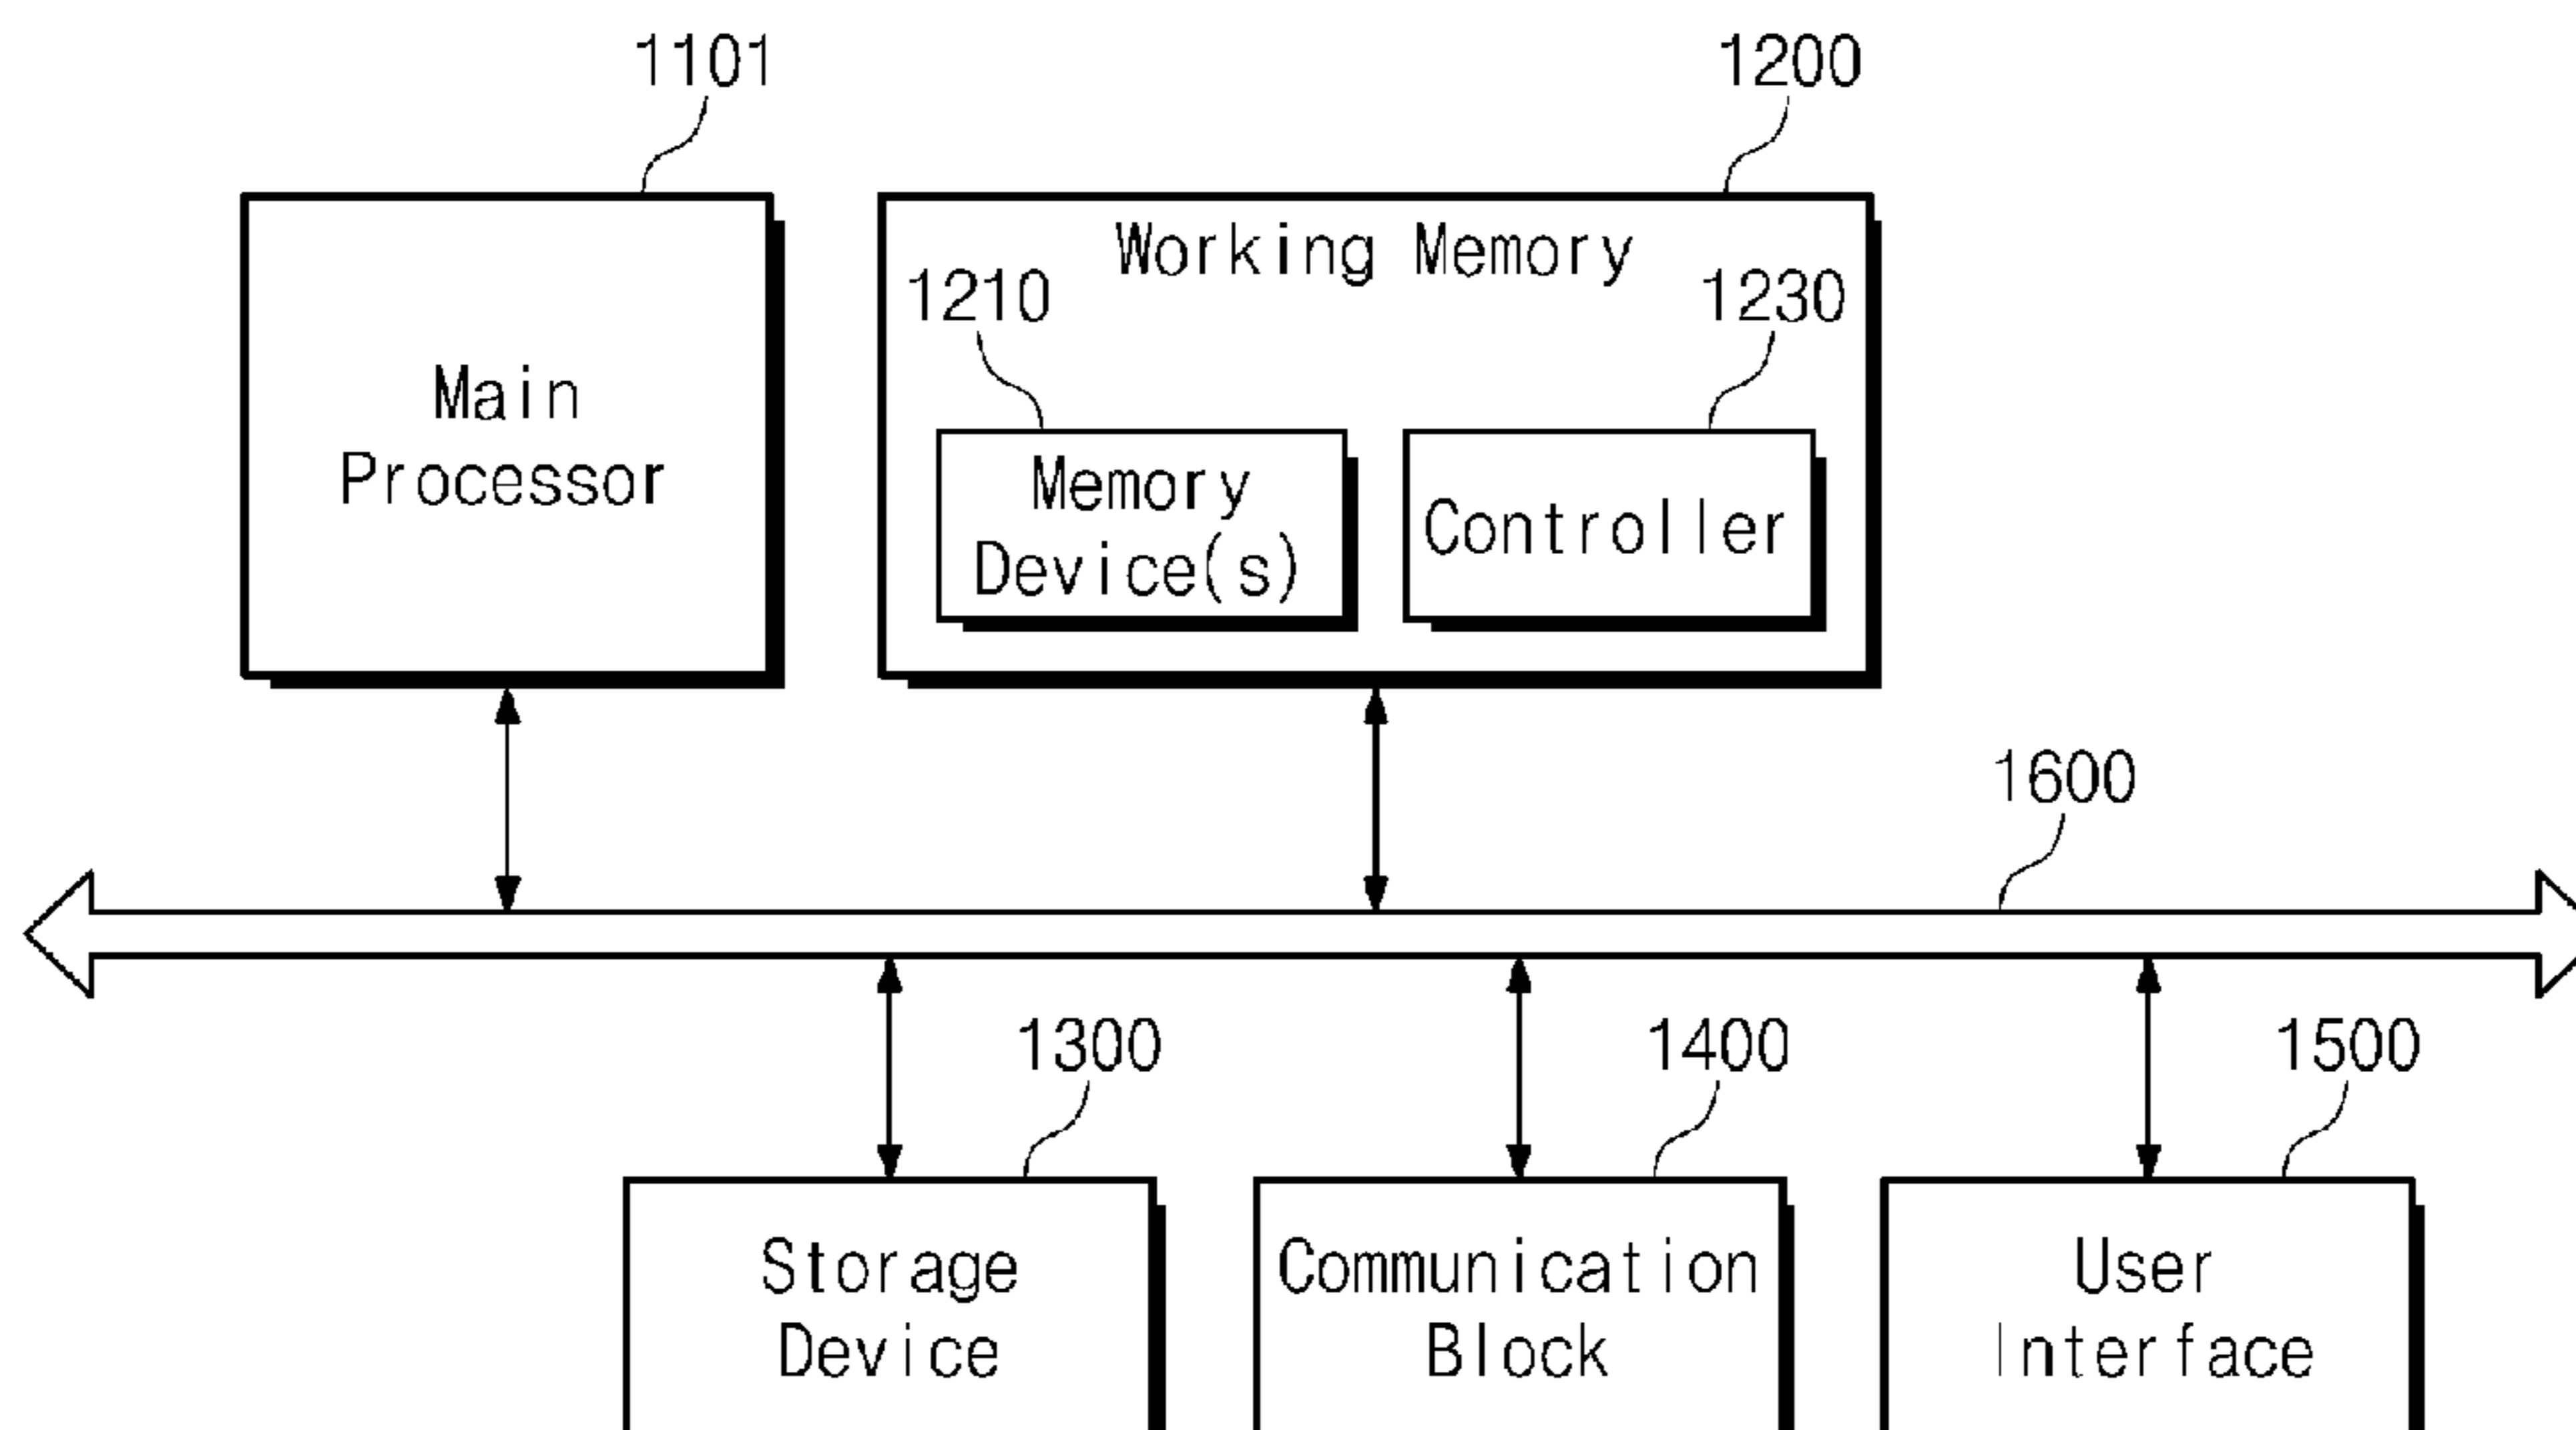 1101
1200
Working Memory
1210
1230
Main
Processor
Memory
Device(s)
Controller
1600
1300
1400
1500
Storage
Device
Communication
Block
User
Interface